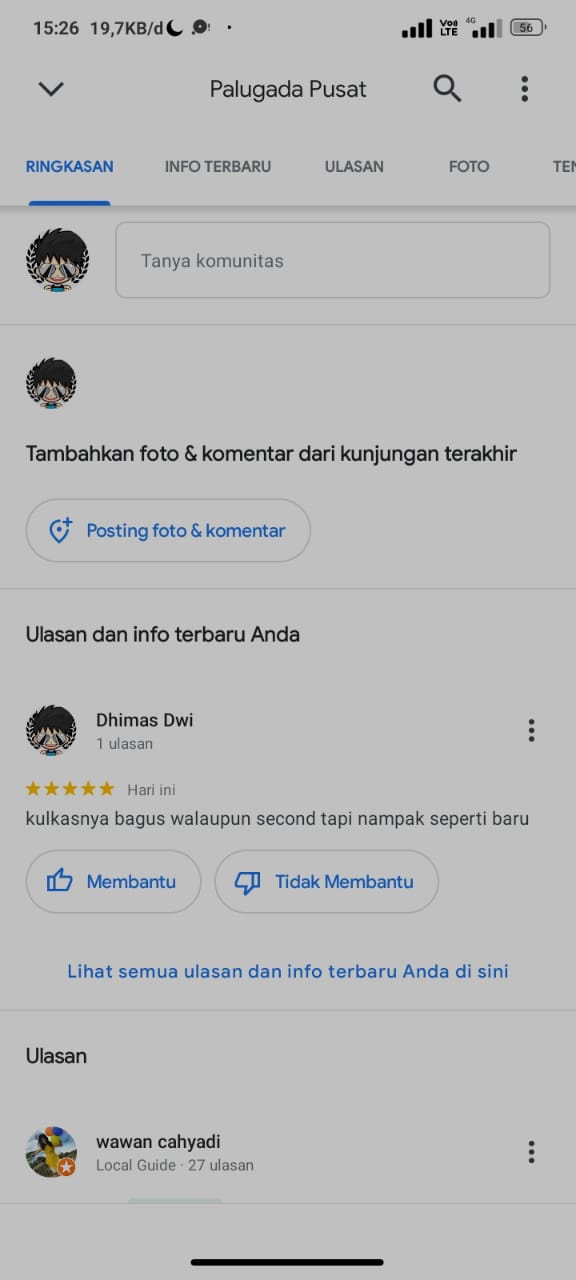 15:26 19,7KB/d
Vo)) LTE 4G 56
Palugada Pusat
RINGKASAN INFO TERBARU ULASAN FOTO TEN
Tanya komunitas
Tambahkan foto & komentar dari kunjungan terakhir
Posting foto & komentar
Ulasan dan info terbaru Anda
Dhimas Dwi
1 ulasan
Hari ini
kulkasnya bagus walaupun second tapi nampak seperti baru
Membantu Tidak Membantu
Lihat semua ulasan dan info terbaru Anda di sini
Ulasan
wawan cahyadi
Local Guide · 27 ulasan